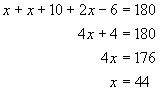 x + x + 10 + 2x − 6 = 180
4x + 4 = 180
4x = 176
x = 44